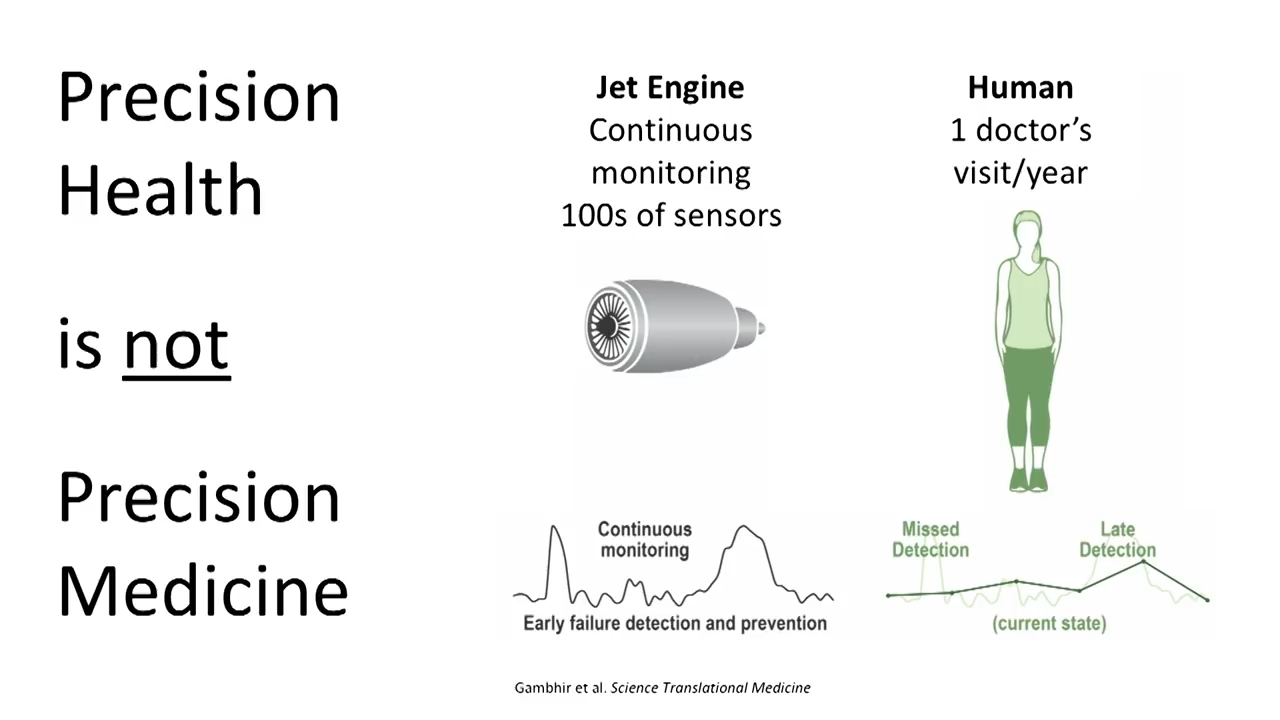 Precision
Health
is not
Precision
Medicine
Jet Engine
Continuous
monitoring
100s of sensors
Human
1 doctor’s
visit/year
Continuous
monitoring
Early failure detection and prevention
Missed
Detection
Late
Detection
(current state)
Gambhir et al. Science Translational Medicine